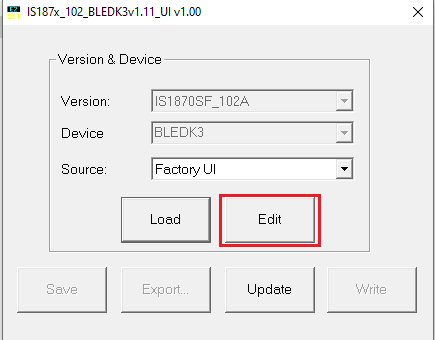 IS187x_102_BLEDK3v1.11_UI v1.00
Version & Device
Version: IS1870SF_102A
Device BLEDK3
Source: Factory UI
Load Edit
Save Export... Update Write